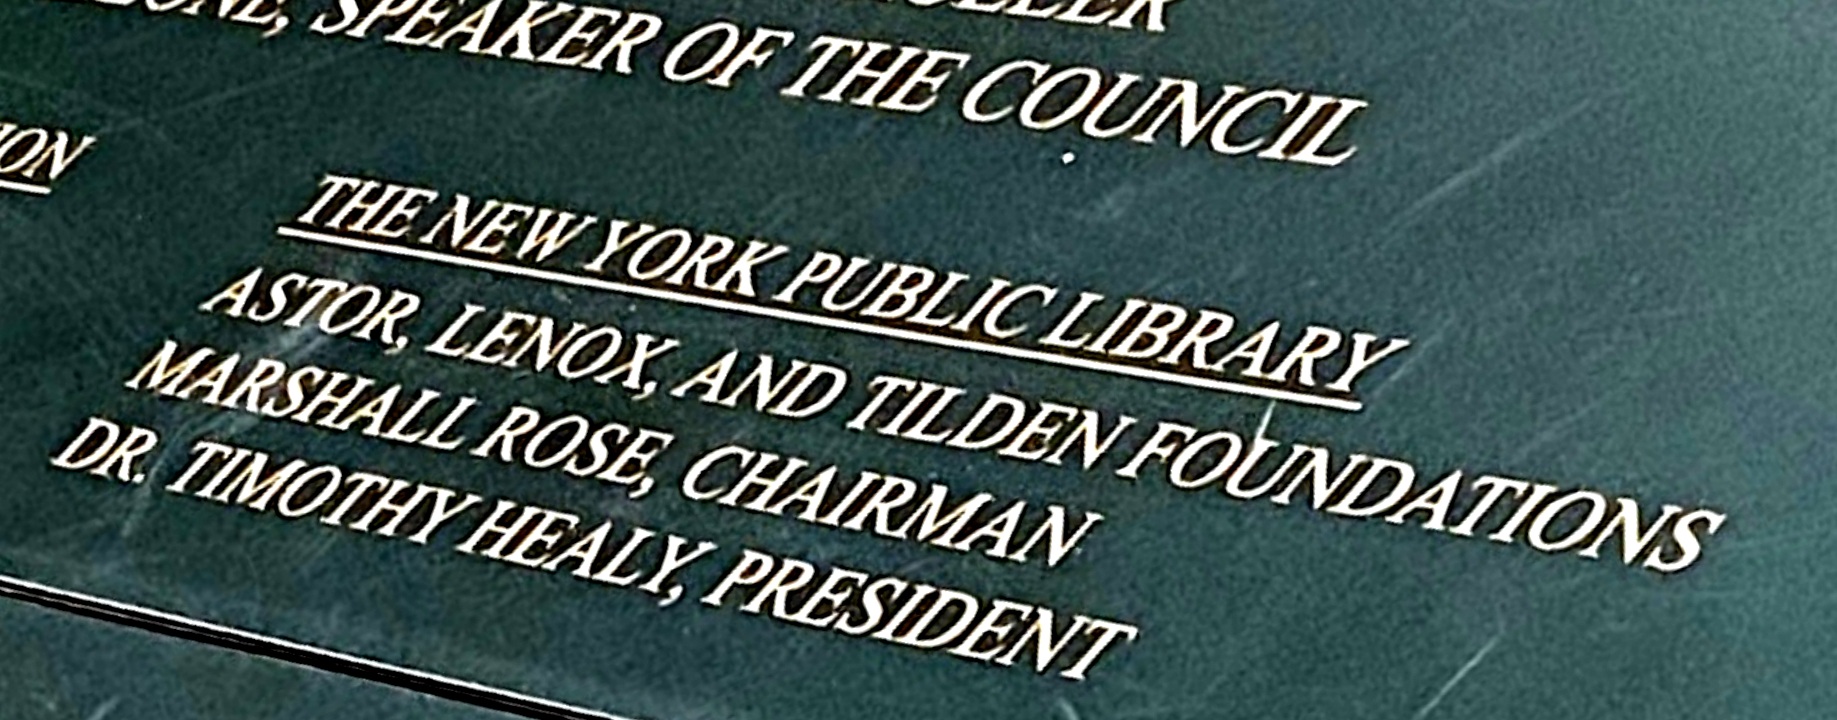 SPEAKER OF THE COUNCIL
THE NEW YORK PUBLIC LIBRARY
ASTOR, LENOX, AND TILDEN FOUNDATIONS
MARSHALL ROSE, CHAIRMAN
DR. TIMOTHY HEALY, PRESIDENT